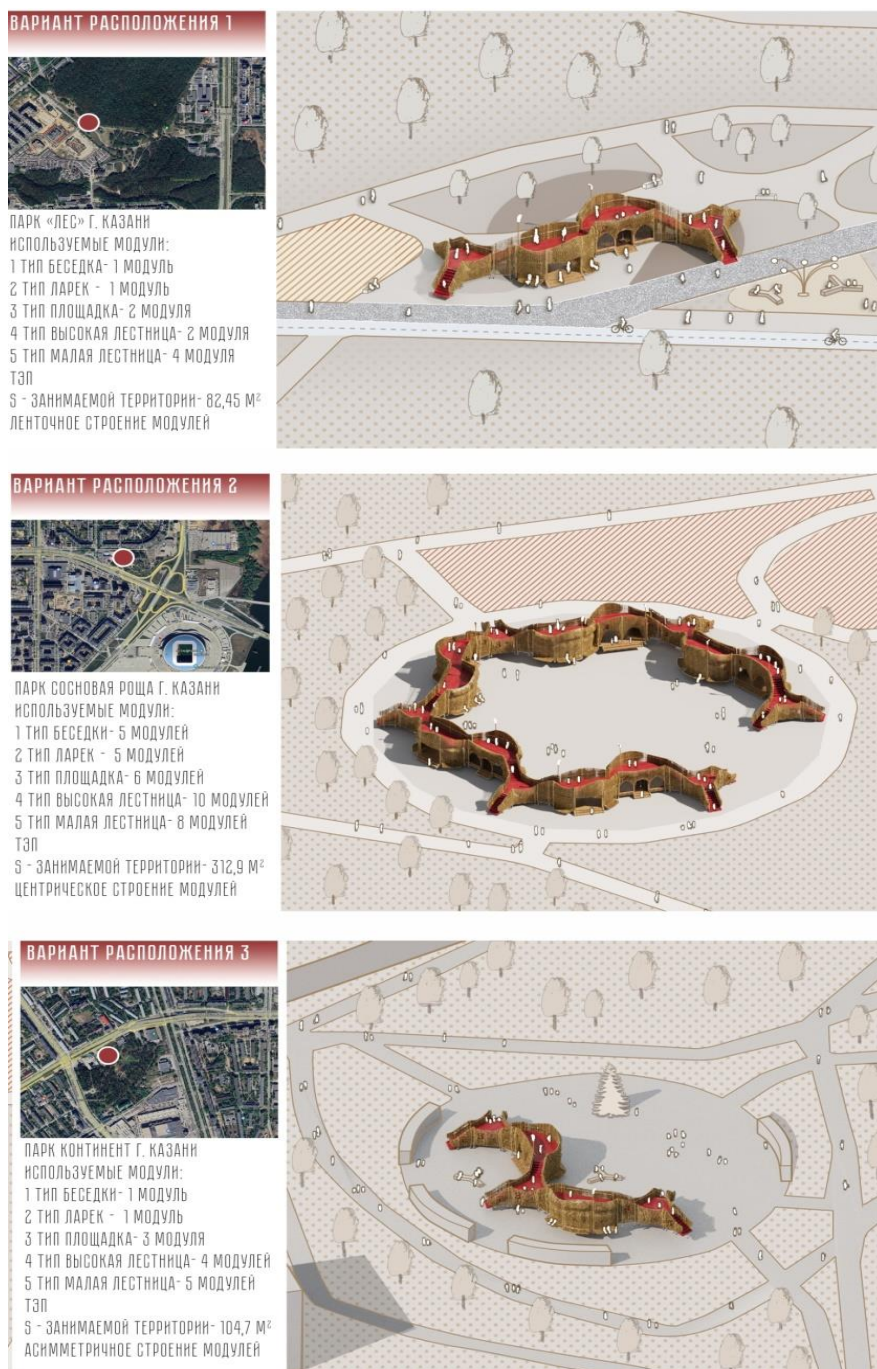 ВАРИАНТ РАСПОЛОЖЕНИЯ 1
ПАРК «ЛЕС» Г. КАЗАНИ
ИСПОЛЬЗУЕМЫЕ МОДУЛИ:
1 ТИП БЕСЕДКА- 1 МОДУЛЬ
2 ТИП ЛАРЕК - 1 МОДУЛЬ
3 ТИП ПЛОЩАДКА- 2 МОДУЛЯ
4 ТИП ВЫСОКАЯ ЛЕСТНИЦА- 2 МОДУЛЯ
5 ТИП МАЛАЯ ЛЕСТНИЦА- 4 МОДУЛЯ
ТЭП
S - ЗАНИМАЕМОЙ ТЕРРИТОРИИ- 82,45 М²
ЛЕНТОЧНОЕ СТРОЕНИЕ МОДУЛЕЙ
ВАРИАНТ РАСПОЛОЖЕНИЯ 2
ПАРК СОСНОВАЯ РОЩА Г. КАЗАНИ
ИСПОЛЬЗУЕМЫЕ МОДУЛИ:
1 ТИП БЕСЕДКИ- 5 МОДУЛЕЙ
2 ТИП ЛАРЕК - 5 МОДУЛЕЙ
3 ТИП ПЛОЩАДКА- 6 МОДУЛЕЙ
4 ТИП ВЫСОКАЯ ЛЕСТНИЦА- 10 МОДУЛЕЙ
5 ТИП МАЛАЯ ЛЕСТНИЦА- 8 МОДУЛЕЙ
ТЭП
S - ЗАНИМАЕМОЙ ТЕРРИТОРИИ- 312,9 М²
ЦЕНТРИЧЕСКОЕ СТРОЕНИЕ МОДУЛЕЙ
ВАРИАНТ РАСПОЛОЖЕНИЯ 3
ПАРК КОНТИНЕНТ Г. КАЗАНИ
ИСПОЛЬЗУЕМЫЕ МОДУЛИ:
1 ТИП БЕСЕДКИ- 1 МОДУЛЬ
2 ТИП ЛАРЕК - 1 МОДУЛЬ
3 ТИП ПЛОЩАДКА- 3 МОДУЛЯ
4 ТИП ВЫСОКАЯ ЛЕСТНИЦА- 4 МОДУЛЕЙ
5 ТИП МАЛАЯ ЛЕСТНИЦА- 5 МОДУЛЕЙ
ТЭП
S - ЗАНИМАЕМОЙ ТЕРРИТОРИИ- 104,7 М²
АСИММЕТРИЧНОЕ СТРОЕНИЕ МОДУЛЕЙ